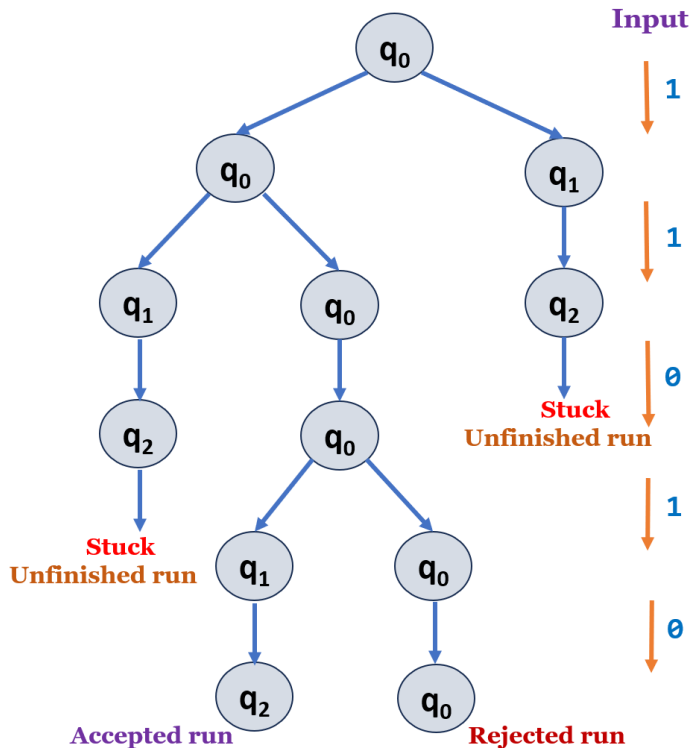 Input
q0
1
q0
q1
1
q1
q0
q2
0
Stuck
Unfinished run
q2
q0
1
Stuck
Unfinished run
q1
q0
0
q2
q0
Accepted run
Rejected run